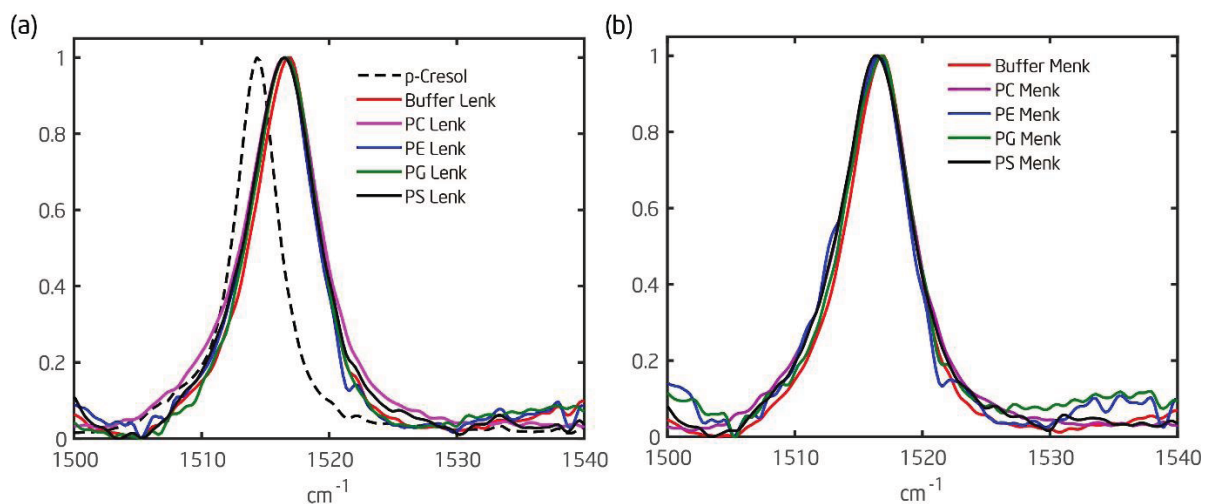 (a)
1
0.8
0.6
0.4
0.2
0
1500
1510
1520
1530
1540
cm⁻¹
p-Cresol
Buffer Lenk
PC Lenk
PE Lenk
PG Lenk
PS Lenk
(b)
1
0.8
0.6
0.4
0.2
0
1500
1510
1520
1530
1540
cm⁻¹
Buffer Menk
PC Menk
PE Menk
PG Menk
PS Menk